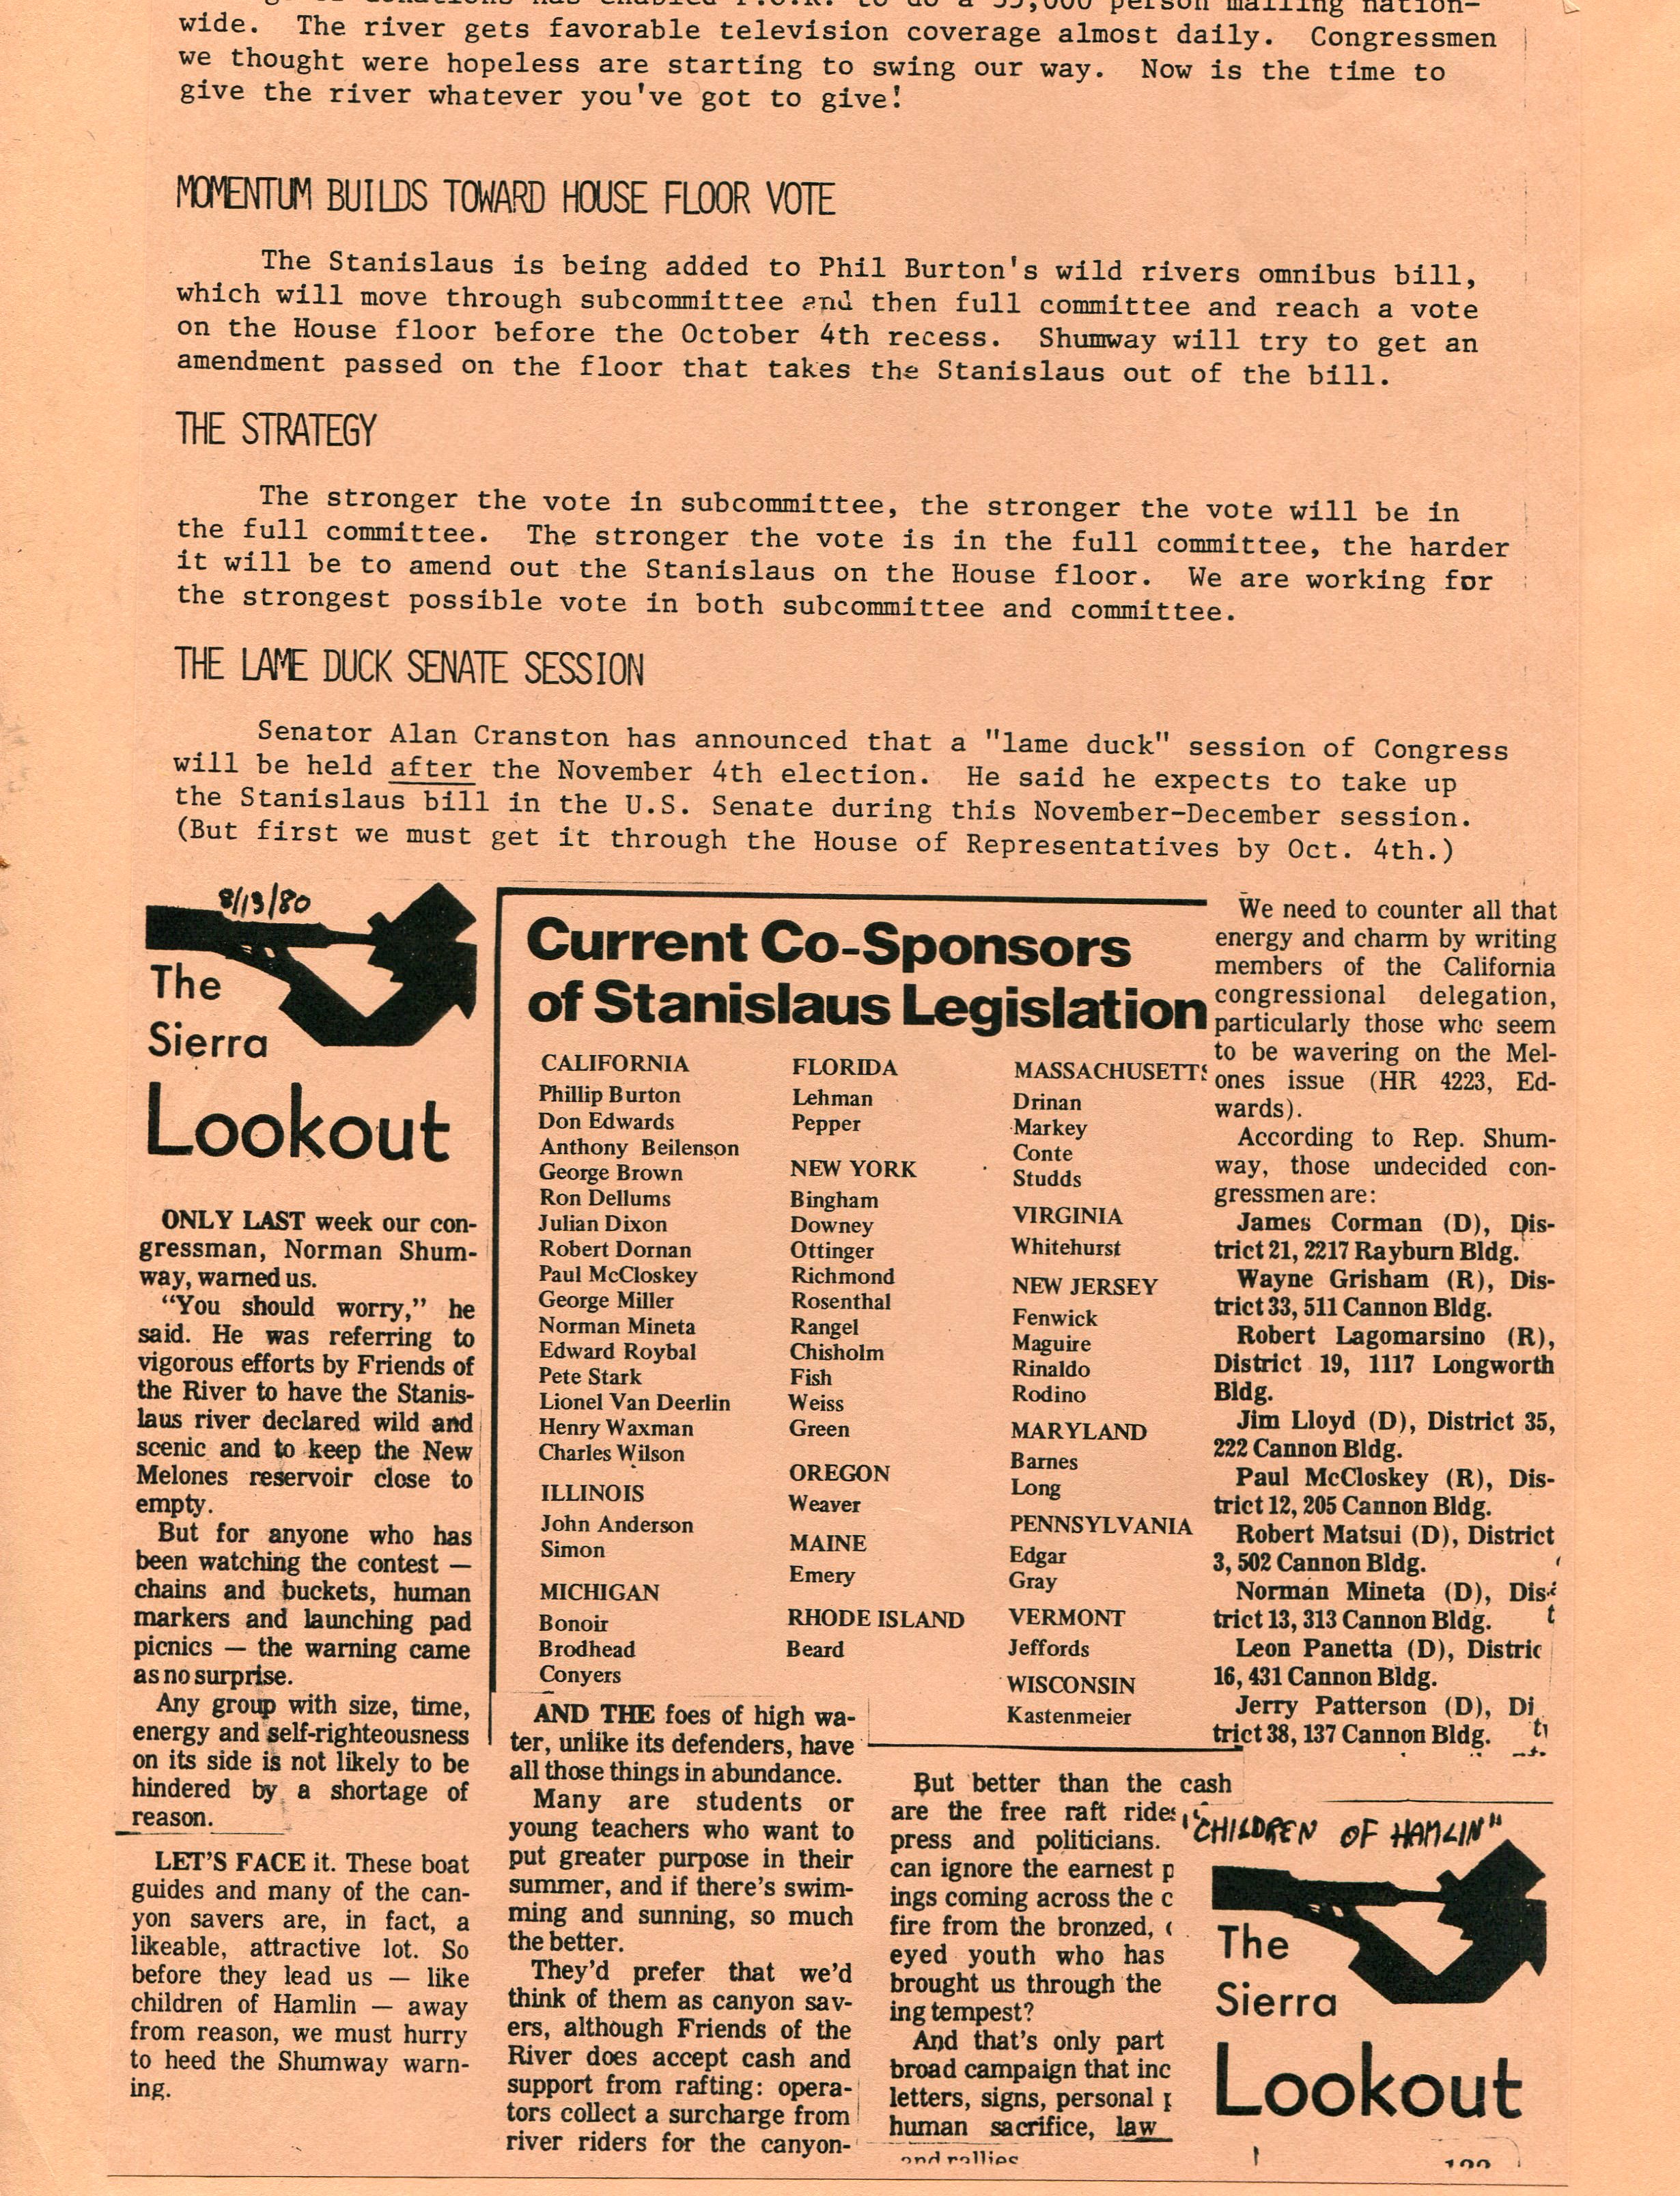 wide. The river gets favorable television coverage almost daily. Congressmen
we thought were hopeless are starting to swing our way. Now is the time to
give the river whatever you've got to give!
MOMENTUM BUILDS TOWARD HOUSE FLOOR VOTE
The Stanislaus is being added to Phil Burton's wild rivers omnibus bill,
which will move through subcommittee and then full committee and reach a vote
on the House floor before the October 4th recess. Shumway will try to get an
amendment passed on the floor that takes the Stanislaus out of the bill.
THE STRATEGY
The stronger the vote in subcommittee, the stronger the vote will be in
the full committee. The stronger the vote is in the full committee, the harder
it will be to amend out the Stanislaus on the House floor. We are working for
the strongest possible vote in both subcommittee and committee.
THE LAME DUCK SENATE SESSION
Senator Alan Cranston has announced that a "lame duck" session of Congress
will be held after the November 4th election. He said he expects to take up
the Stanislaus bill in the U.S. Senate during this November-December session.
(But first we must get it through the House of Representatives by Oct. 4th.)
8/13/80
The
Sierra
Lookout
ONLY LAST week our con-
gressman, Norman Shum-
way, warned us.
"You should worry," he
said. He was referring to
vigorous efforts by Friends of
the River to have the Stanis-
laus river declared wild and
scenic and to keep the New
Melones reservoir close to
empty.
But for anyone who has
been watching the contest —
chains and buckets, human
markers and launching pad
picnics — the warning came
as no surprise.
Any group with size, time,
energy and self-righteousness
on its side is not likely to be
hindered by a shortage of
reason.
LET'S FACE it. These boat
guides and many of the can-
yon savers are, in fact, a
likeable, attractive lot. So
before they lead us — like
children of Hamlin — away
from reason, we must hurry
to heed the Shumway warn-
ing.
Current Co-Sponsors
of Stanislaus Legislation
CALIFORNIA
Phillip Burton
Don Edwards
Anthony Beilenson
George Brown
Ron Dellums
Julian Dixon
Robert Dornan
Paul McCloskey
George Miller
Norman Mineta
Edward Roybal
Pete Stark
Lionel Van Deerlin
Henry Waxman
Charles Wilson
ILLINOIS
John Anderson
Simon
MICHIGAN
Bonoir
Brodhead
Conyers
FLORIDA
Lehman
Pepper
NEW YORK
Bingham
Downey
Ottinger
Richmond
Rosenthal
Rangel
Chisholm
Fish
Weiss
Green
OREGON
Weaver
MAINE
Emery
RHODE ISLAND
Beard
MASSACHUSETTS
Drinan
Markey
Conte
Studds
VIRGINIA
Whitehurst
NEW JERSEY
Fenwick
Maguire
Rinaldo
Rodino
MARYLAND
Barnes
Long
PENNSYLVANIA
Edgar
Gray
VERMONT
Jeffords
WISCONSIN
Kastenmeier
AND THE foes of high wa-
ter, unlike its defenders, have
all those things in abundance.
Many are students or
young teachers who want to
put greater purpose in their
summer, and if there's swim-
ming and sunning, so much
the better.
They'd prefer that we'd
think of them as canyon sav-
ers, although Friends of the
River does accept cash and
support from rafting: opera-
tors collect a surcharge from
river riders for the canyon-
But better than the cash
are the free raft rides
press and politicians.
can ignore the earnest p
ings coming across the c
fire from the bronzed,
eyed youth who has
brought us through the
ing tempest?
And that's only part
broad campaign that inc
letters, signs, personal
human sacrifice, law
and rallies
We need to counter all that
energy and charm by writing
members of the California
congressional delegation,
particularly those who seem
to be wavering on the Mel-
ones issue (HR 4223, Ed-
wards).
According to Rep. Shum-
way, those undecided con-
gressmen are:
James Corman (D), Dis-
trict 21, 2217 Rayburn Bldg.
Wayne Grisham (R), Dis-
trict 33, 511 Cannon Bldg.
Robert Lagomarsino (R),
District 19, 1117 Longworth
Bldg.
Jim Lloyd (D), District 35,
222 Cannon Bldg.
Paul McCloskey (R), Dis-
trict 12, 205 Cannon Bldg.
Robert Matsui (D), District
3, 502 Cannon Bldg.
Norman Mineta (D), Dis-
trict 13, 313 Cannon Bldg.
Leon Panetta (D), Distric
16, 431 Cannon Bldg.
Jerry Patterson (D), Di
trict 38, 137 Cannon Bldg.
"CHILDREN OF HAMLIN"
The
Sierra
Lookout